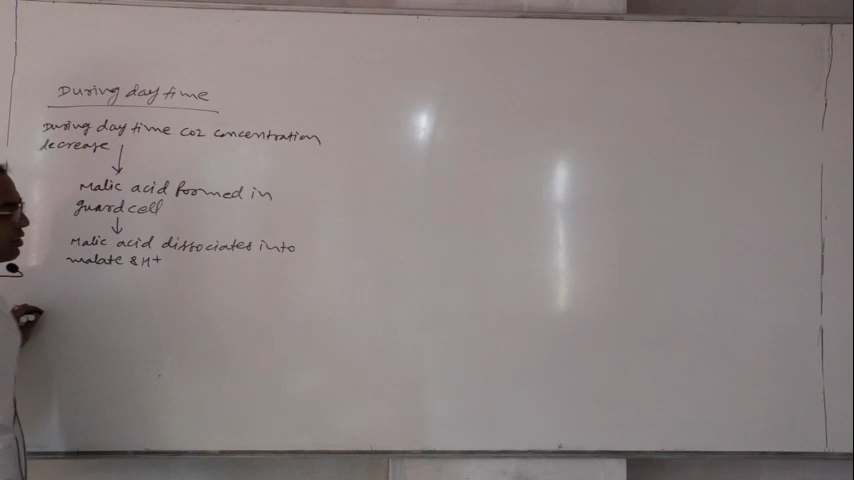 During day time
During day time co2 concentration
decrease
Malic acid formed in
guard cell
Malic acid dissociates into
malate & H+